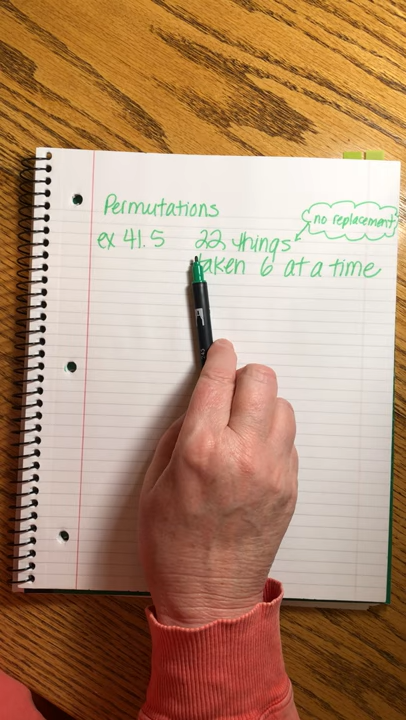 Permutations
ex 41.5 22 things
taken 6 at a time
no replacement